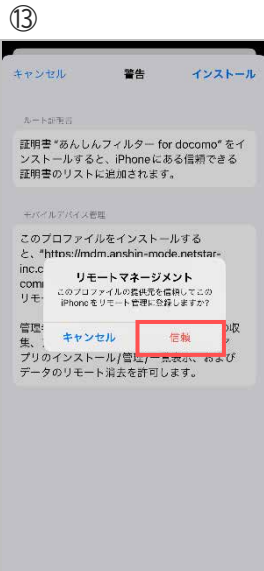 ⑬
キャンセル 警告 インストール
ルート証明書
証明書 “あんしんフィルター for docomo” をイ
ンストールすると、iPhoneにある信頼できる
証明書のリストに追加されます。
モバイルデバイス管理
このプロファイルをインストールする
と、“https://mdm.anshin-mode.netstar-
inc.c
com
リモー
リモートマネージメント
このプロファイルの提供元を信頼してこの
iPhoneをリモート管理に登録しますか?
キャンセル 信頼
管理
集、
プリのインストール/管理/一覧表示、および
データのリモート消去を許可します。